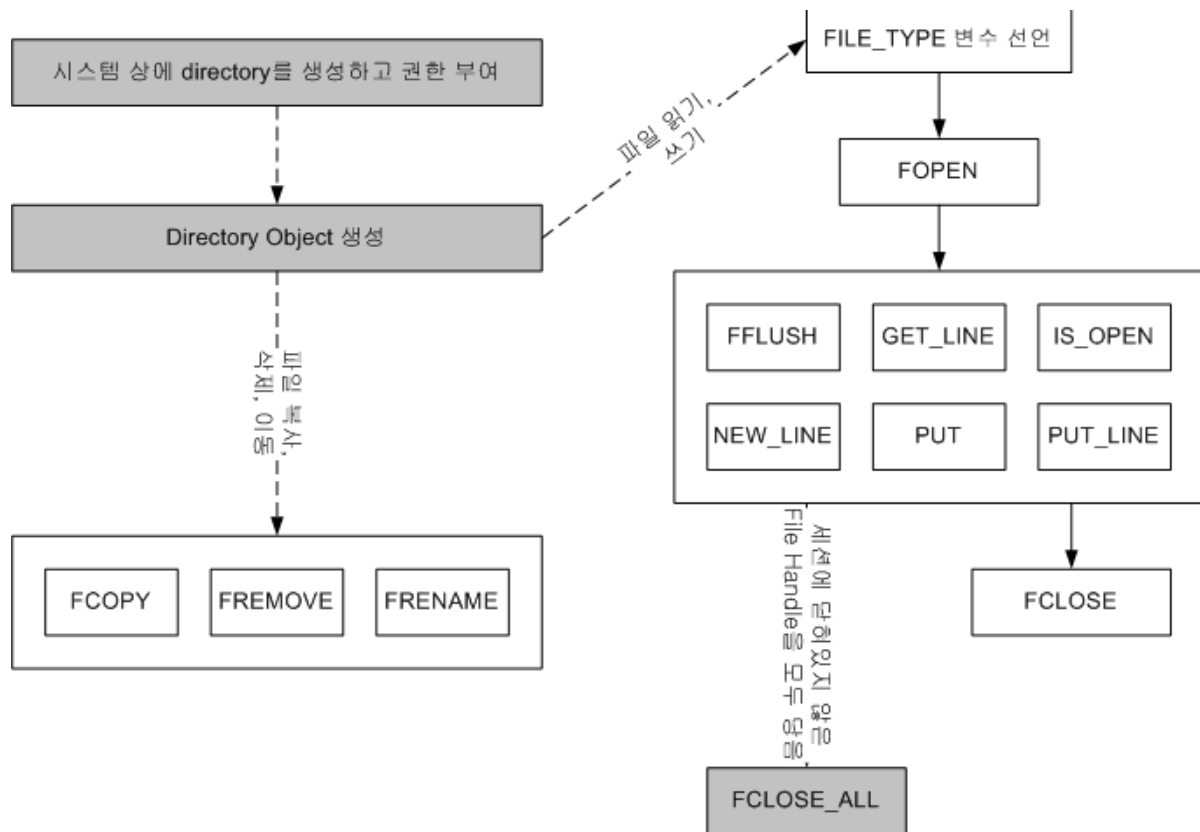 시스템 상에 directory를 생성하고 권한 부여
Directory Object 생성
파일 복사,
삭제, 이동
FCOPY
FREMOVE
FRENAME
파일 읽기,
쓰기
FILE_TYPE 변수 선언
FOPEN
FFLUSH
GET_LINE
IS_OPEN
NEW_LINE
PUT
PUT_LINE
세션에 닫혀있지 않은
File Handle을 모두 닫음
FCLOSE
FCLOSE_ALL